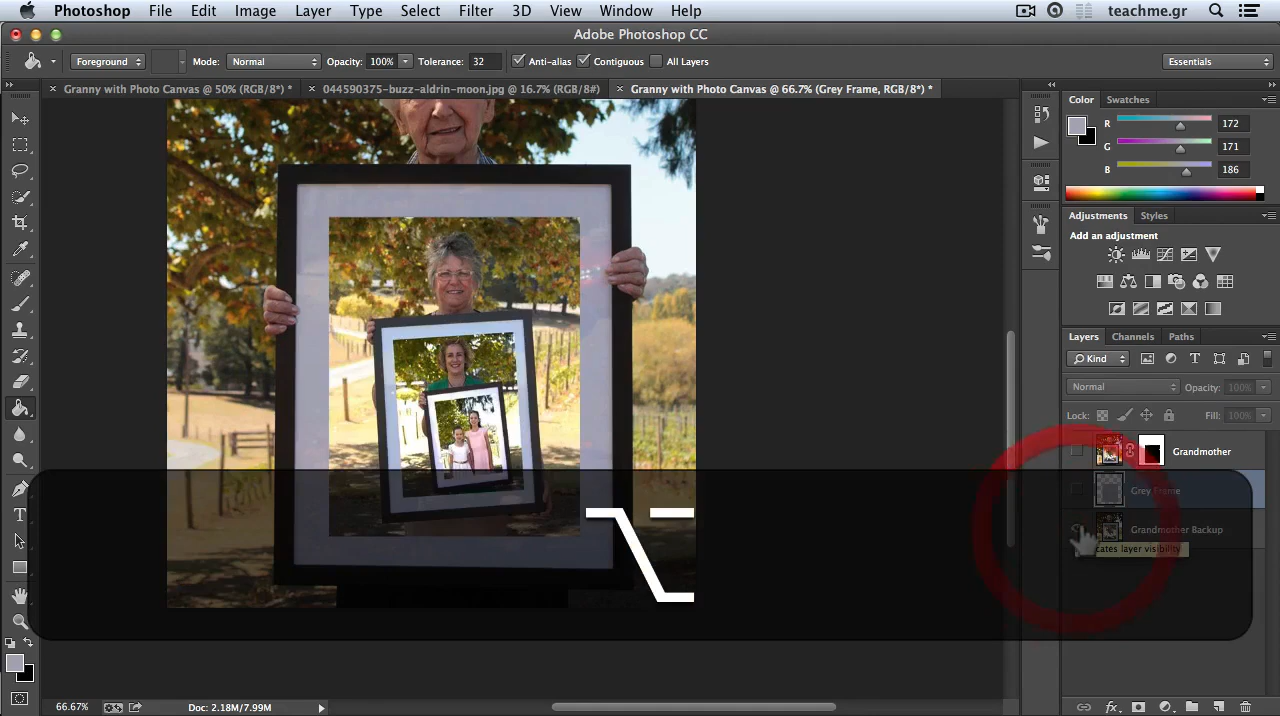 Photoshop File Edit Image Layer Type Select Filter 3D View Window Help teachme.gr
Adobe Photoshop CC
Foreground Mode: Normal Opacity: 100% Tolerance: 32 Anti-alias Contiguous All Layers Essentials
Granny with Photo Canvas @ 50% (RGB/8*) * 044590375-buzz-aldrin-moon.jpg @ 16.7% (RGB/8#) Granny with Photo Canvas @ 66.7% (Grey Frame, RGB/8*) *
Color Swatches
R 172
G 171
B 186
Adjustments Styles
Add an adjustment
Layers Channels Paths
Kind
Normal Opacity: 100%
Lock: Fill: 100%
Grandmother
Grey Frame
Grandmother Backup
cates layer visibility
66.67% Doc: 2.18M/7.99M